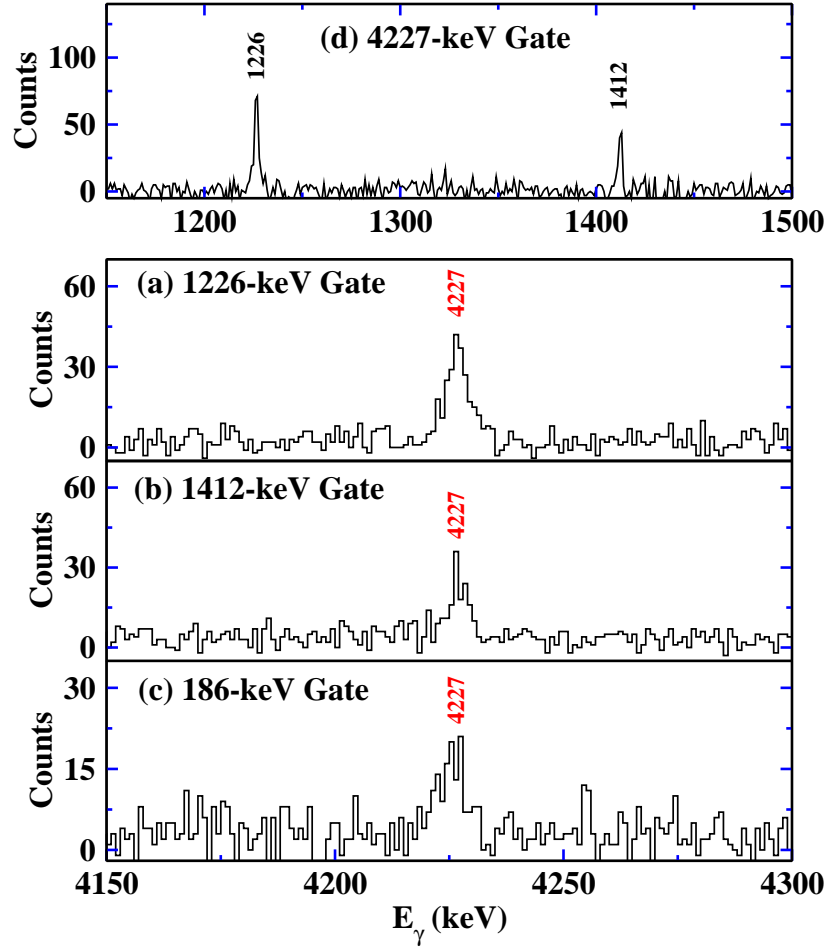 (d) 4227-keV Gate
1226
1412
Counts
100
50
0
1200
1300
1400
1500
(a) 1226-keV Gate
4227
Counts
60
30
0
(b) 1412-keV Gate
4227
Counts
60
30
0
(c) 186-keV Gate
4227
Counts
30
15
0
4150
4200
4250
4300
E_γ (keV)